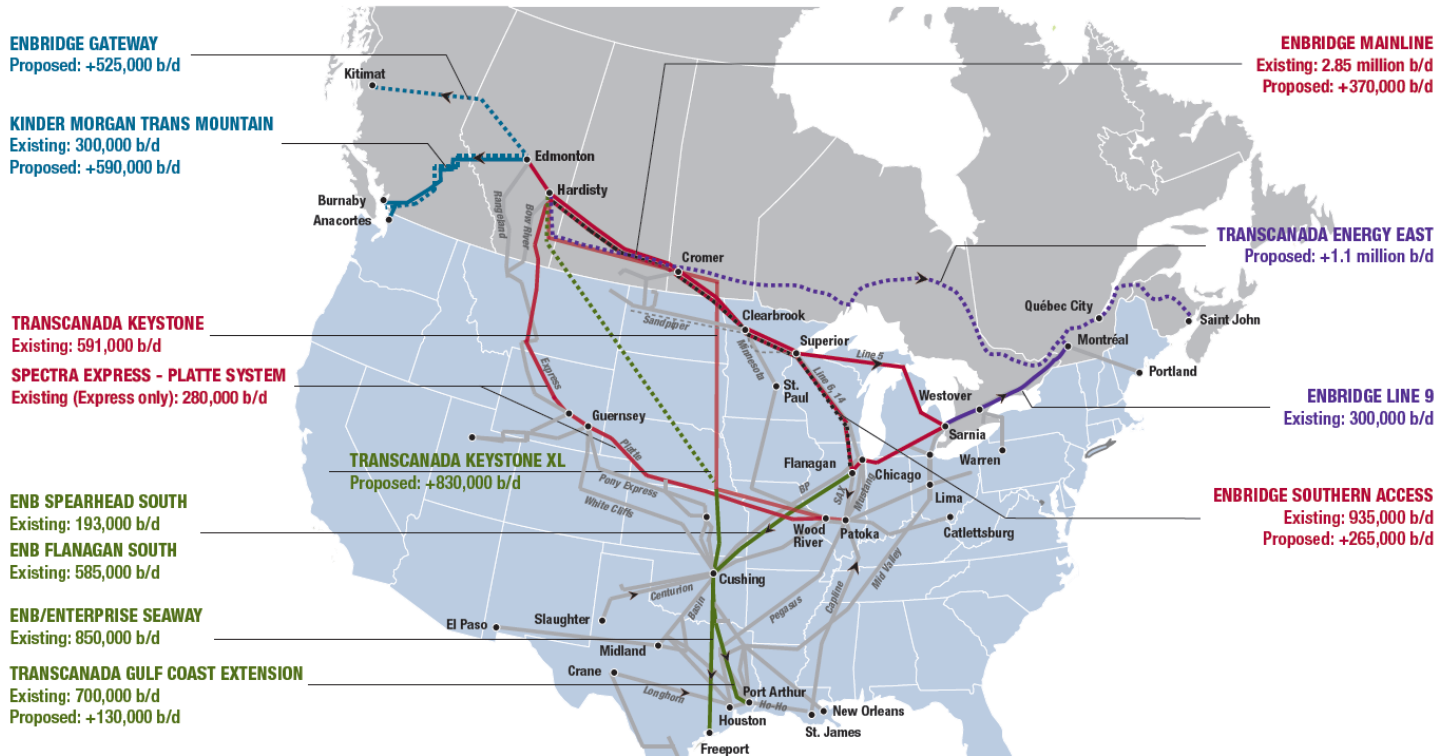 ENBRIDGE GATEWAY
Proposed: +525,000 b/d
KINDER MORGAN TRANS MOUNTAIN
Existing: 300,000 b/d
Proposed: +590,000 b/d
TRANSCANADA KEYSTONE
Existing: 591,000 b/d
SPECTRA EXPRESS - PLATTE SYSTEM
Existing (Express only): 280,000 b/d
TRANSCANADA KEYSTONE XL
Proposed: +830,000 b/d
ENB SPEARHEAD SOUTH
Existing: 193,000 b/d
ENB FLANAGAN SOUTH
Existing: 585,000 b/d
ENB/ENTERPRISE SEAWAY
Existing: 850,000 b/d
TRANSCANADA GULF COAST EXTENSION
Existing: 700,000 b/d
Proposed: +130,000 b/d
ENBRIDGE MAINLINE
Existing: 2.85 million b/d
Proposed: +370,000 b/d
TRANSCANADA ENERGY EAST
Proposed: +1.1 million b/d
ENBRIDGE LINE 9
Existing: 300,000 b/d
ENBRIDGE SOUTHERN ACCESS
Existing: 935,000 b/d
Proposed: +265,000 b/d
Kitimat
Edmonton
Hardisty
Burnaby
Anacortes
Rangeland
Bow River
Cromer
Clearbrook
Sandpiper
Superior
Minnesota
Line 5
Line 6, 14
St.
Paul
Québec City
Saint John
Montréal
Portland
Westover
Sarnia
Warren
Express
Guernsey
Platte
Pony Express
White Cliffs
Flanagan
Chicago
BP
SAX
Mustang
Lima
Wood
River
Patoka
Catlettsburg
Cushing
Centurion
Basin
Pegasus
Capline
Mid Valley
Slaughter
El Paso
Midland
Crane
Longhorn
Port Arthur
Ho-Ho
Houston
New Orleans
St. James
Freeport